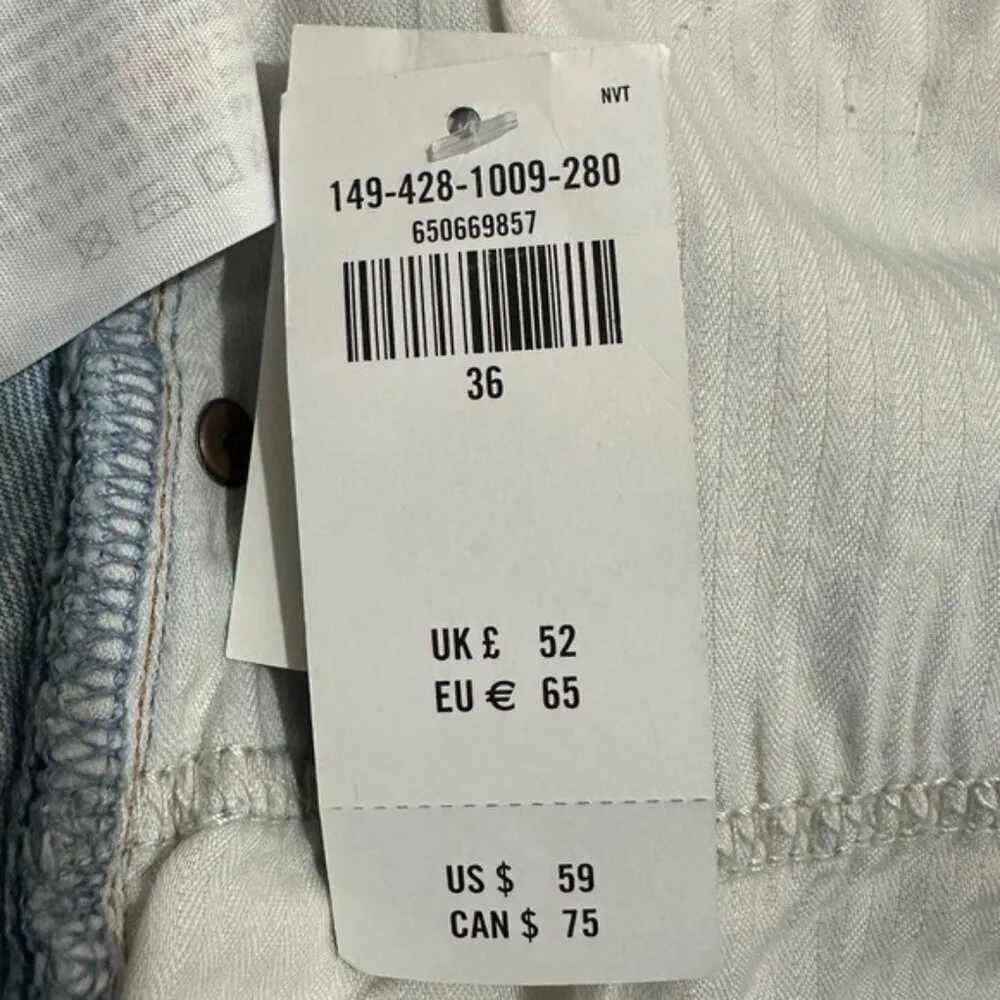 NVT
149-428-1009-280
650669857
36
UK £ 52
EU € 65
US $ 59
CAN $ 75